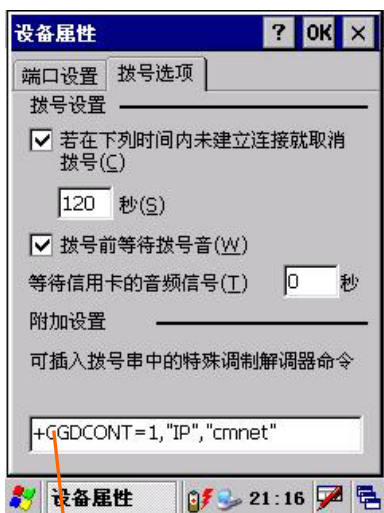 设备属性 ? OK ×
端口设置 拨号选项
拨号设置
若在下列时间内未建立连接就取消
拨号(C)
120 秒(S)
拨号前等待拨号音(W)
等待信用卡的音频信号(T) 0 秒
附加设置
可插入拨号串中的特殊调制解调器命令
+CGDCONT=1,"IP","cmnet"
设备属性 21:16